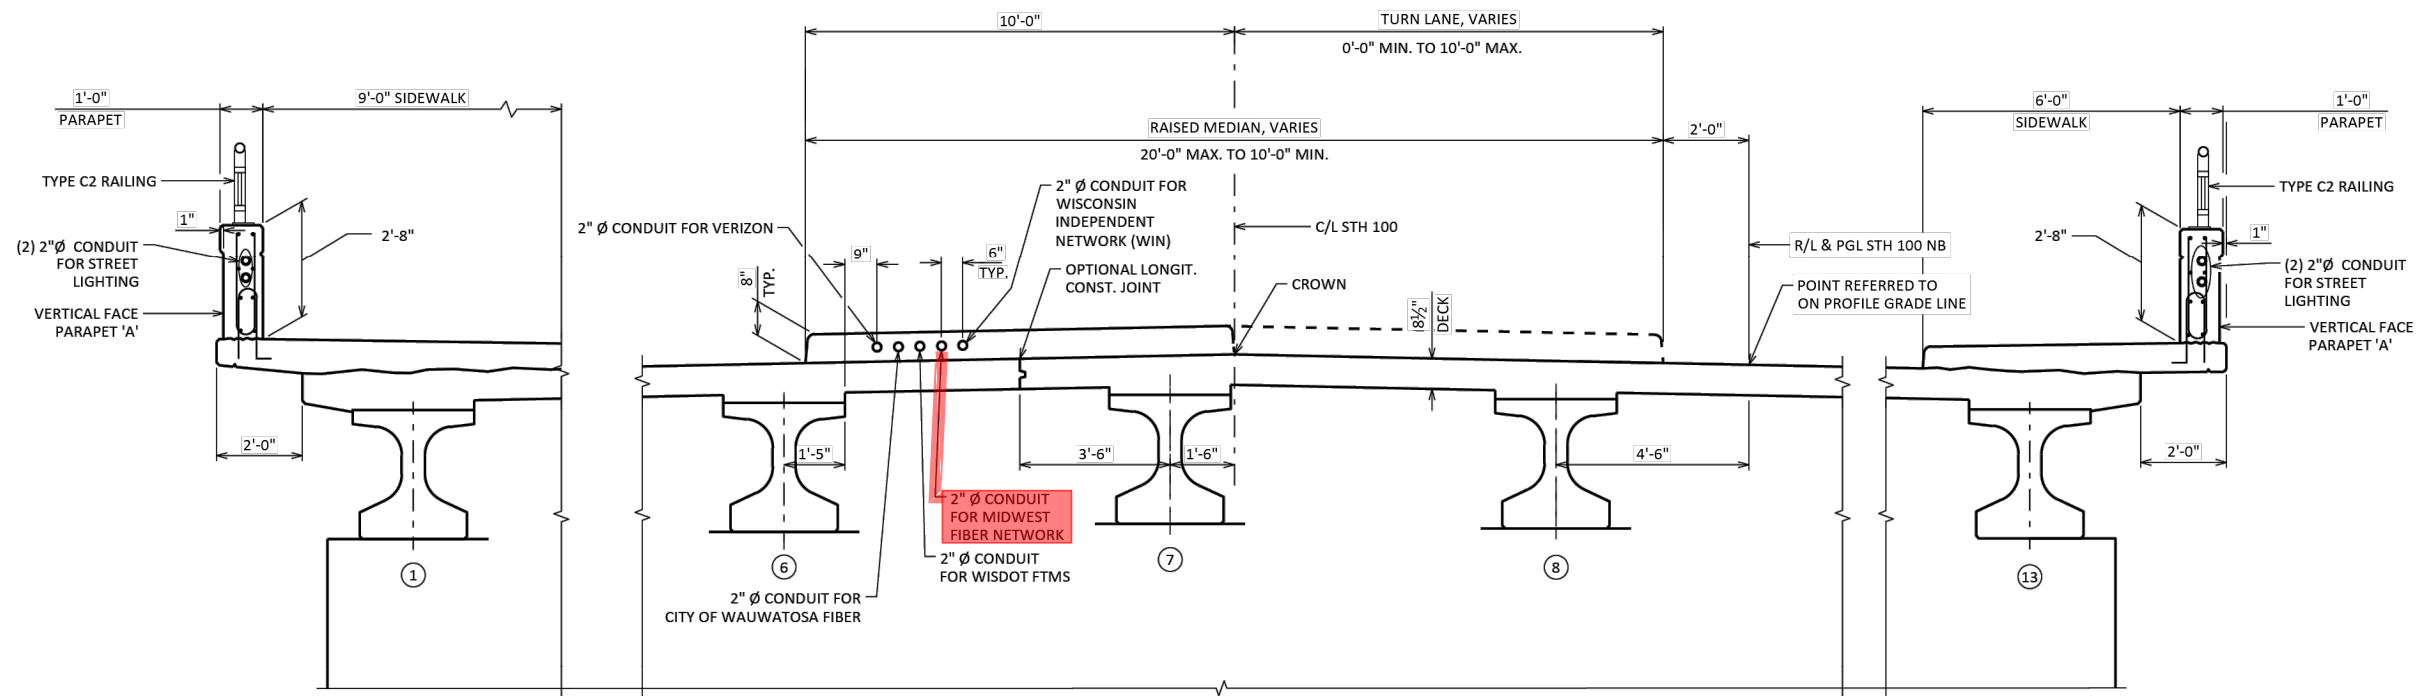 10'-0"
TURN LANE, VARIES
0'-0" MIN. TO 10'-0" MAX.
1'-0"
PARAPET
9'-0" SIDEWALK
6'-0"
SIDEWALK
1'-0"
PARAPET
RAISED MEDIAN, VARIES
20'-0" MAX. TO 10'-0" MIN.
2'-0"
TYPE C2 RAILING
1"
2'-8"
(2) 2"Ø CONDUIT
FOR STREET
LIGHTING
VERTICAL FACE
PARAPET 'A'
2" Ø CONDUIT FOR VERIZON
2" Ø CONDUIT FOR
WISCONSIN
INDEPENDENT
NETWORK (WIN)
8"
TYP.
9"
6"
TYP.
OPTIONAL LONGIT.
CONST. JOINT
C/L STH 100
CROWN
8½"
DECK
R/L & PGL STH 100 NB
POINT REFERRED TO
ON PROFILE GRADE LINE
TYPE C2 RAILING
1"
2'-8"
(2) 2"Ø CONDUIT
FOR STREET
LIGHTING
VERTICAL FACE
PARAPET 'A'
2'-0"
1'-5"
3'-6"
1'-6"
4'-6"
2'-0"
2" Ø CONDUIT
FOR MIDWEST
FIBER NETWORK
2" Ø CONDUIT
FOR WISDOT FTMS
2" Ø CONDUIT FOR
CITY OF WAUWATOSA FIBER
1
6
7
8
13